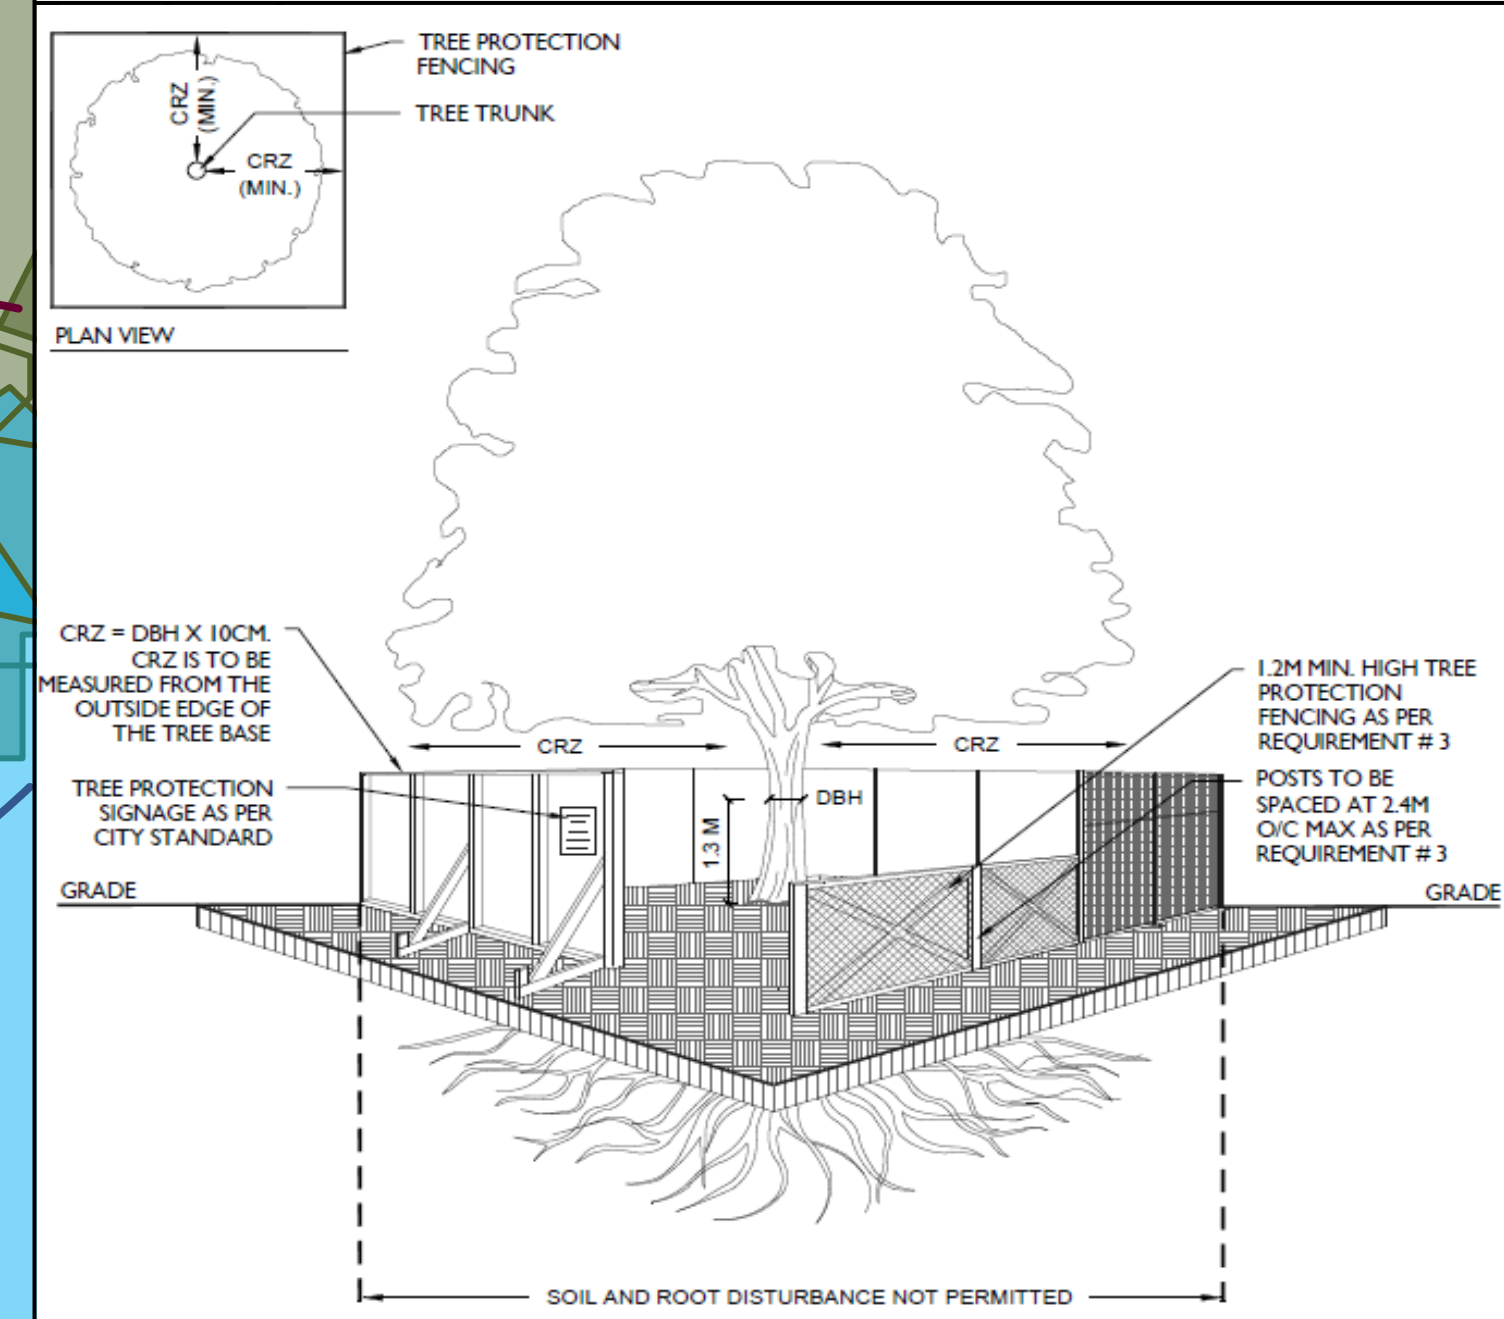 TREE PROTECTION
FENCING
TREE TRUNK
CRZ
(MIN.)
CRZ
(MIN.)
PLAN VIEW
CRZ = DBH X 10CM.
CRZ IS TO BE
MEASURED FROM THE
OUTSIDE EDGE OF
THE TREE BASE
TREE PROTECTION
SIGNAGE AS PER
CITY STANDARD
GRADE
CRZ
CRZ
DBH
1.3 M
1.2M MIN. HIGH TREE
PROTECTION
FENCING AS PER
REQUIREMENT # 3
POSTS TO BE
SPACED AT 2.4M
O/C MAX AS PER
REQUIREMENT # 3
GRADE
SOIL AND ROOT DISTURBANCE NOT PERMITTED